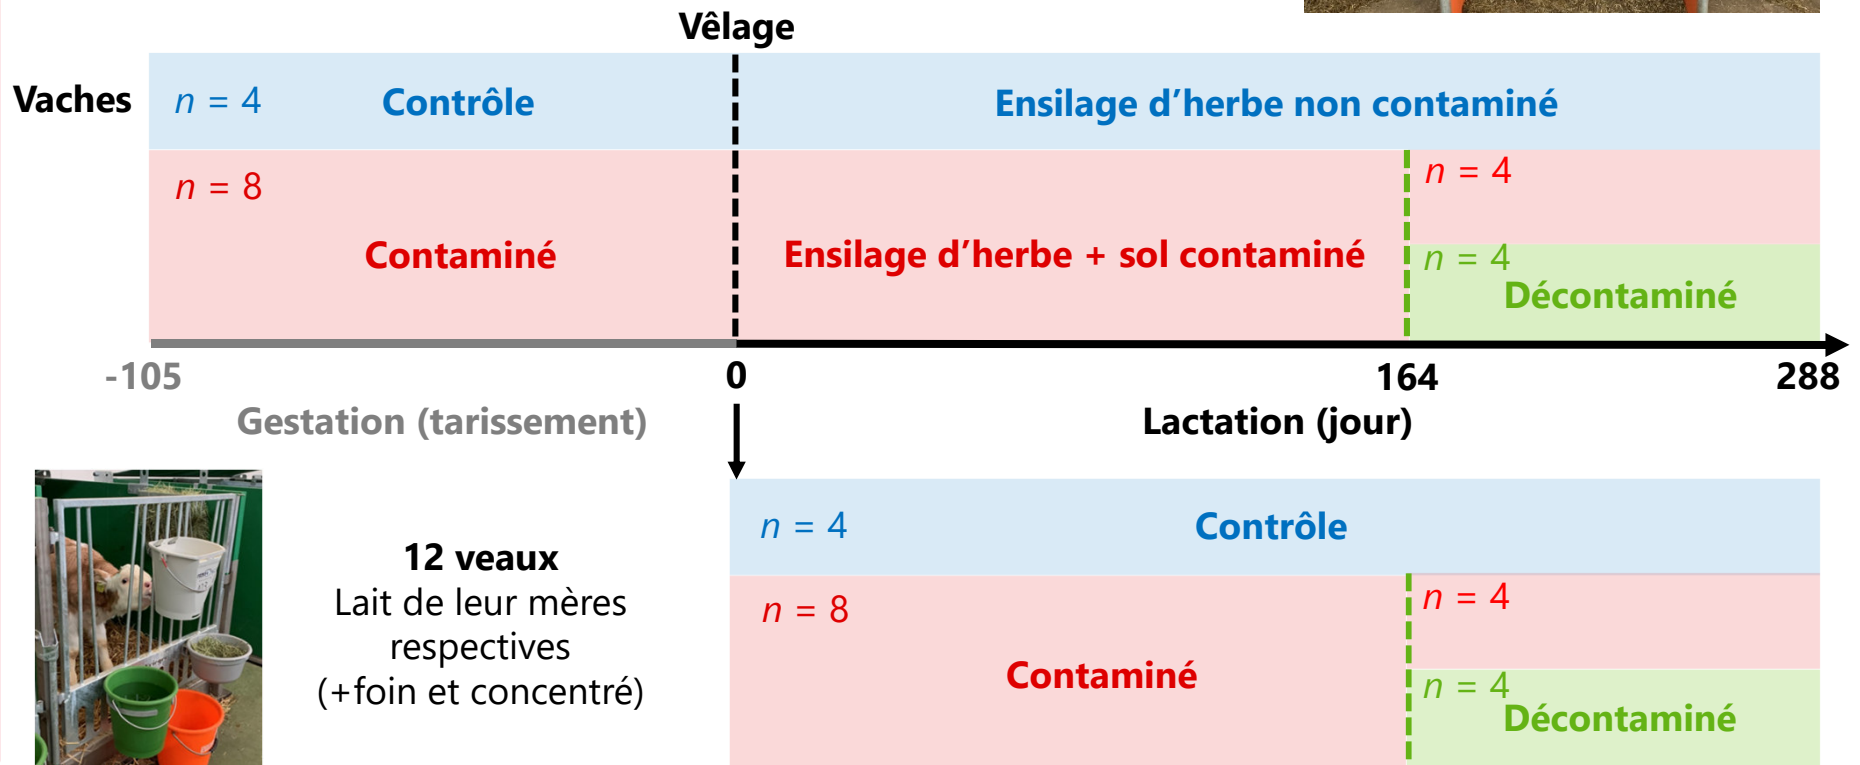 Vêlage
Vaches
n = 4
Contrôle
Ensilage d’herbe non contaminé
n = 8
Contaminé
Ensilage d’herbe + sol contaminé
n = 4
n = 4
Décontaminé
-105
0
164
288
Gestation (tarissement)
Lactation (jour)
12 veaux
Lait de leur mères
respectives
(+foin et concentré)
n = 4
Contrôle
n = 8
Contaminé
n = 4
n = 4
Décontaminé